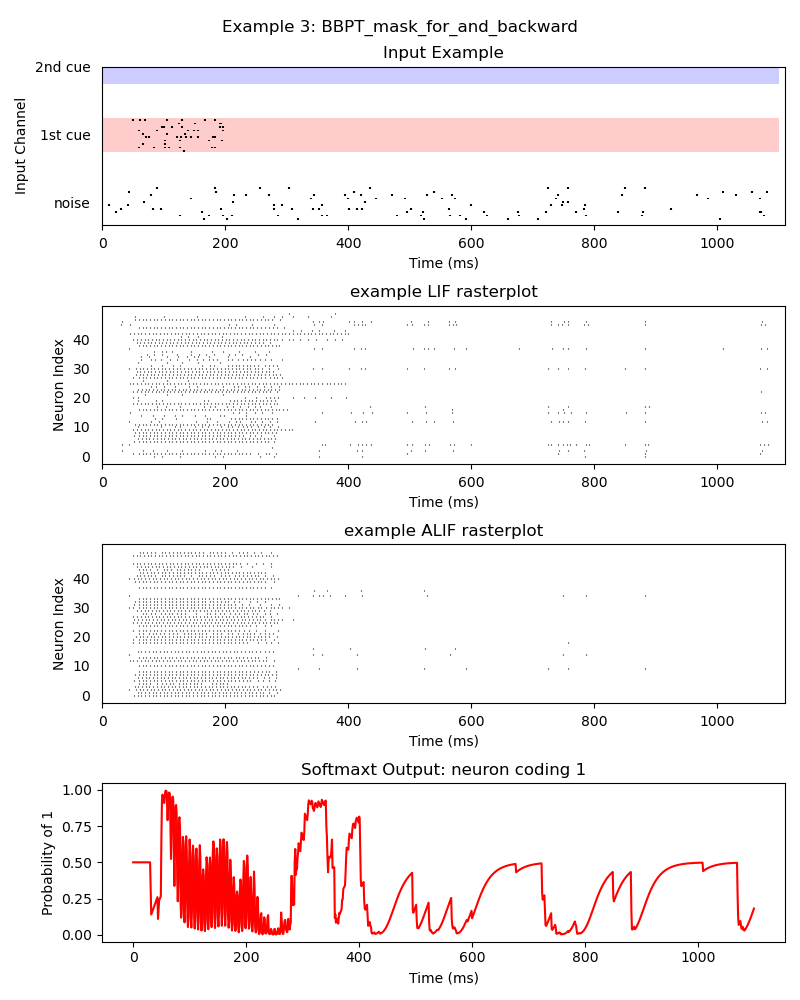 Example 3: BBPT_mask_for_and_backward
Input Example
2nd cue
1st cue
noise
Input Channel
0 200 400 600 800 1000
Time (ms)
example LIF rasterplot
40
30
20
10
0
Neuron Index
0 200 400 600 800 1000
Time (ms)
example ALIF rasterplot
40
30
20
10
0
Neuron Index
0 200 400 600 800 1000
Time (ms)
Softmaxt Output: neuron coding 1
1.00
0.75
0.50
0.25
0.00
Probability of 1
0 200 400 600 800 1000
Time (ms)